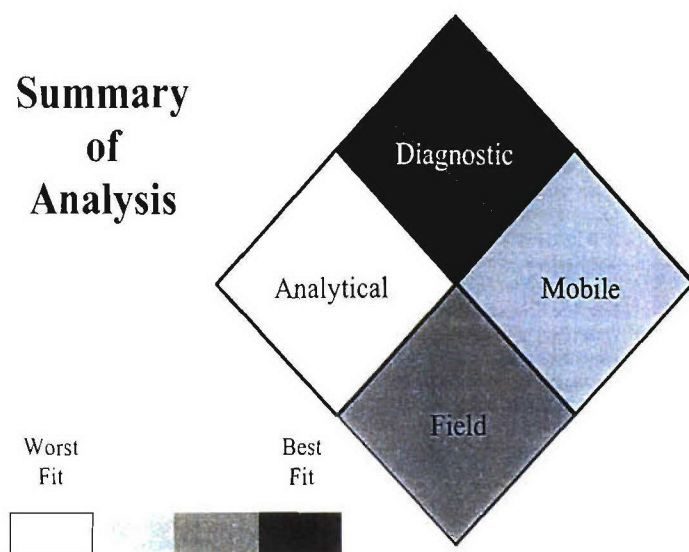 Summary
of
Analysis
Diagnostic
Analytical
Mobile
Field
Worst
Fit
Best
Fit